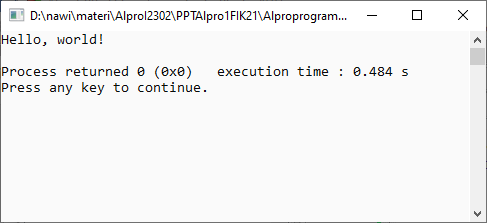 D:\nawi\materi\AlproI2302\PPTAlpro1FIK21\Alproprogram...
Hello, world!
Process returned 0 (0x0)   execution time : 0.484 s
Press any key to continue.